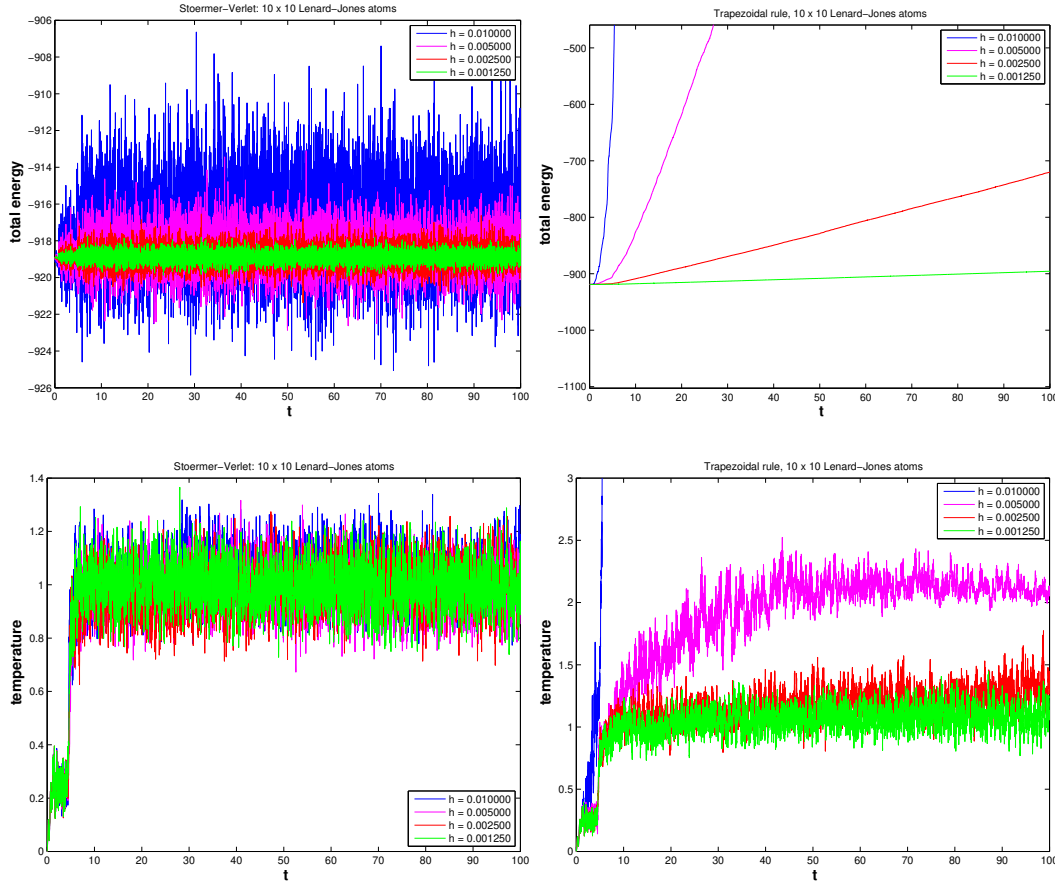 Stoermer−Verlet: 10 x 10 Lenard−Jones atoms
−906
−908
−910
−912
−914
−916
−918
−920
−922
−924
−926
total energy
0 10 20 30 40 50 60 70 80 90 100
t
h = 0.010000
h = 0.005000
h = 0.002500
h = 0.001250
Trapezoidal rule, 10 x 10 Lennard−Jones atoms
−500
−600
−700
−800
−900
−1000
−1100
total energy
0 10 20 30 40 50 60 70 80 90 100
t
h = 0.010000
h = 0.005000
h = 0.002500
h = 0.001250
Stoermer−Verlet: 10 x 10 Lenard−Jones atoms
1.4
1.2
1
0.8
0.6
0.4
0.2
0
temperature
0 10 20 30 40 50 60 70 80 90 100
t
h = 0.010000
h = 0.005000
h = 0.002500
h = 0.001250
Trapezoidal rule, 10 x 10 Lennard−Jones atoms
3
2.5
2
1.5
1
0.5
0
temperature
0 10 20 30 40 50 60 70 80 90 100
t
h = 0.010000
h = 0.005000
h = 0.002500
h = 0.001250